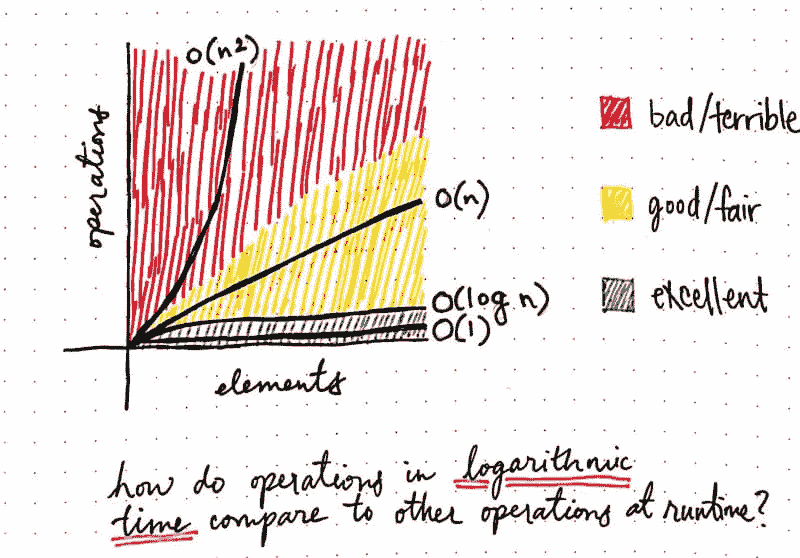 O(n²)
operations
bad/terrible
O(n)
good/fair
O(log n)
excellent
O(1)
elements
how do operations in logarithmic
time compare to other operations at runtime?